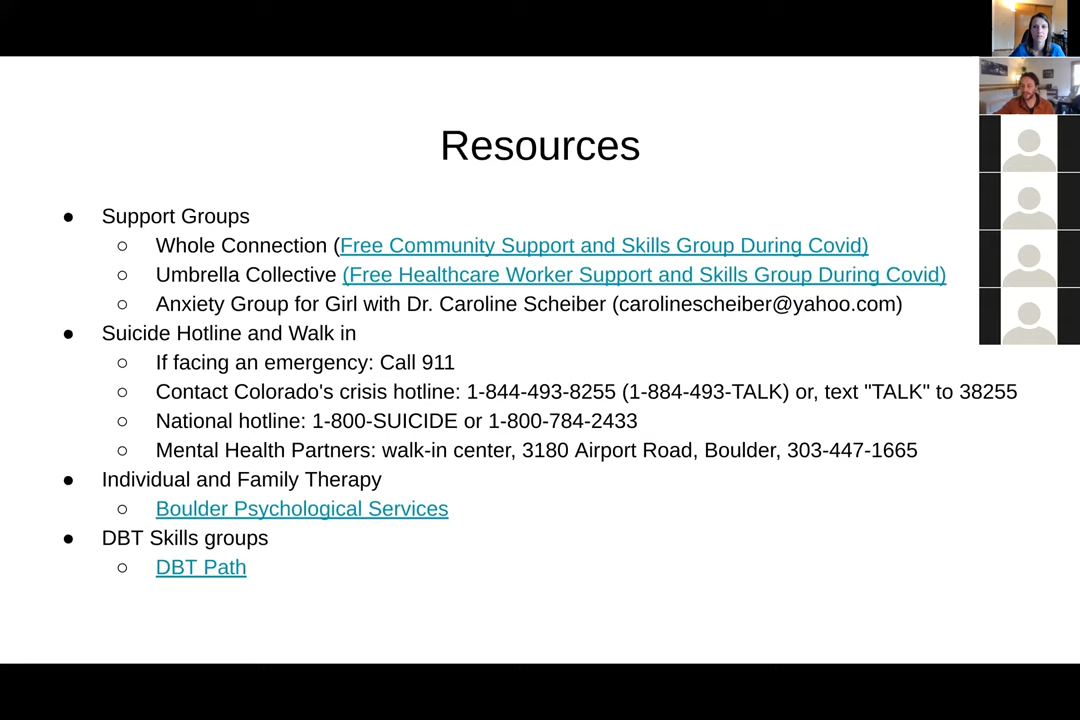 Resources
● Support Groups
○ Whole Connection (Free Community Support and Skills Group During Covid)
○ Umbrella Collective (Free Healthcare Worker Support and Skills Group During Covid)
○ Anxiety Group for Girl with Dr. Caroline Scheiber (carolinescheiber@yahoo.com)
● Suicide Hotline and Walk in
○ If facing an emergency: Call 911
○ Contact Colorado's crisis hotline: 1-844-493-8255 (1-884-493-TALK) or, text "TALK" to 38255
○ National hotline: 1-800-SUICIDE or 1-800-784-2433
○ Mental Health Partners: walk-in center, 3180 Airport Road, Boulder, 303-447-1665
● Individual and Family Therapy
○ Boulder Psychological Services
● DBT Skills groups
○ DBT Path